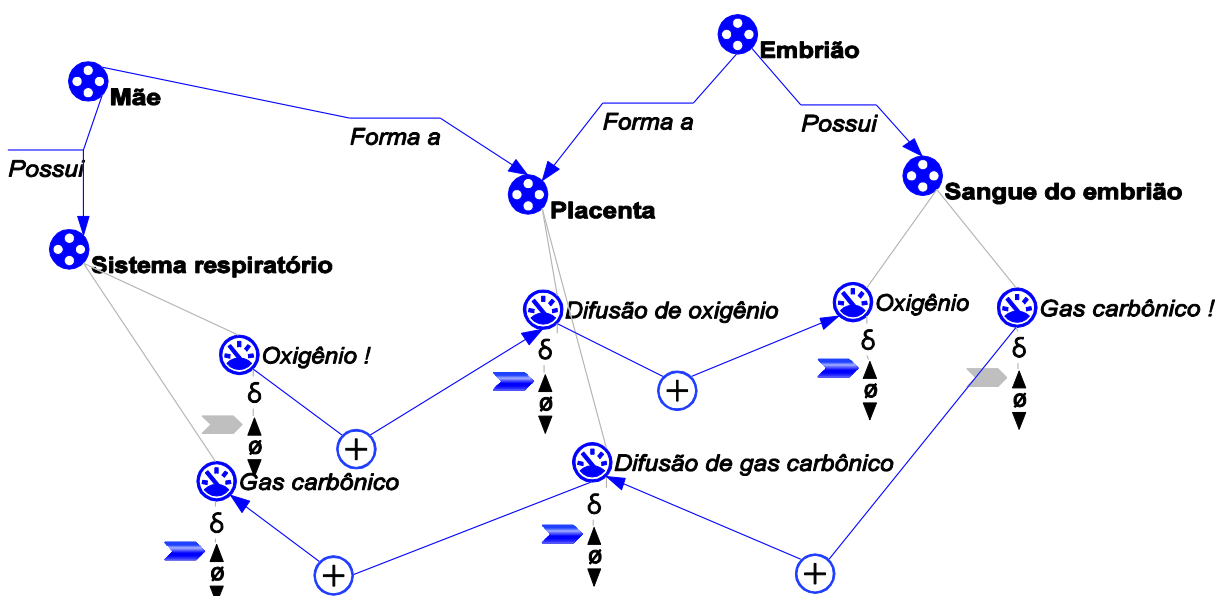 Embrião
Mãe
Forma a
Forma a
Possui
Possui
Placenta
Sangue do embrião
Sistema respiratório
Difusão de oxigênio
Oxigênio
Gas carbônico !
Oxigênio !
δ
δ
δ
δ
ø
ø
ø
ø
+
+
ø
Gas carbônico
Difusão de gas carbônico
δ
δ
ø
ø
+
+